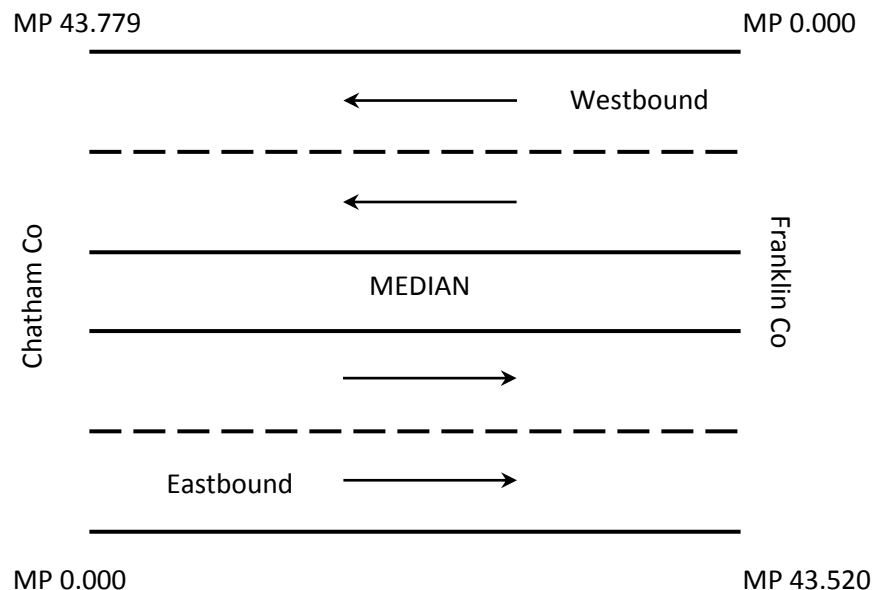 MP 43.779
MP 0.000
Westbound
Chatham Co
Franklin Co
MEDIAN
Eastbound
MP 0.000
MP 43.520